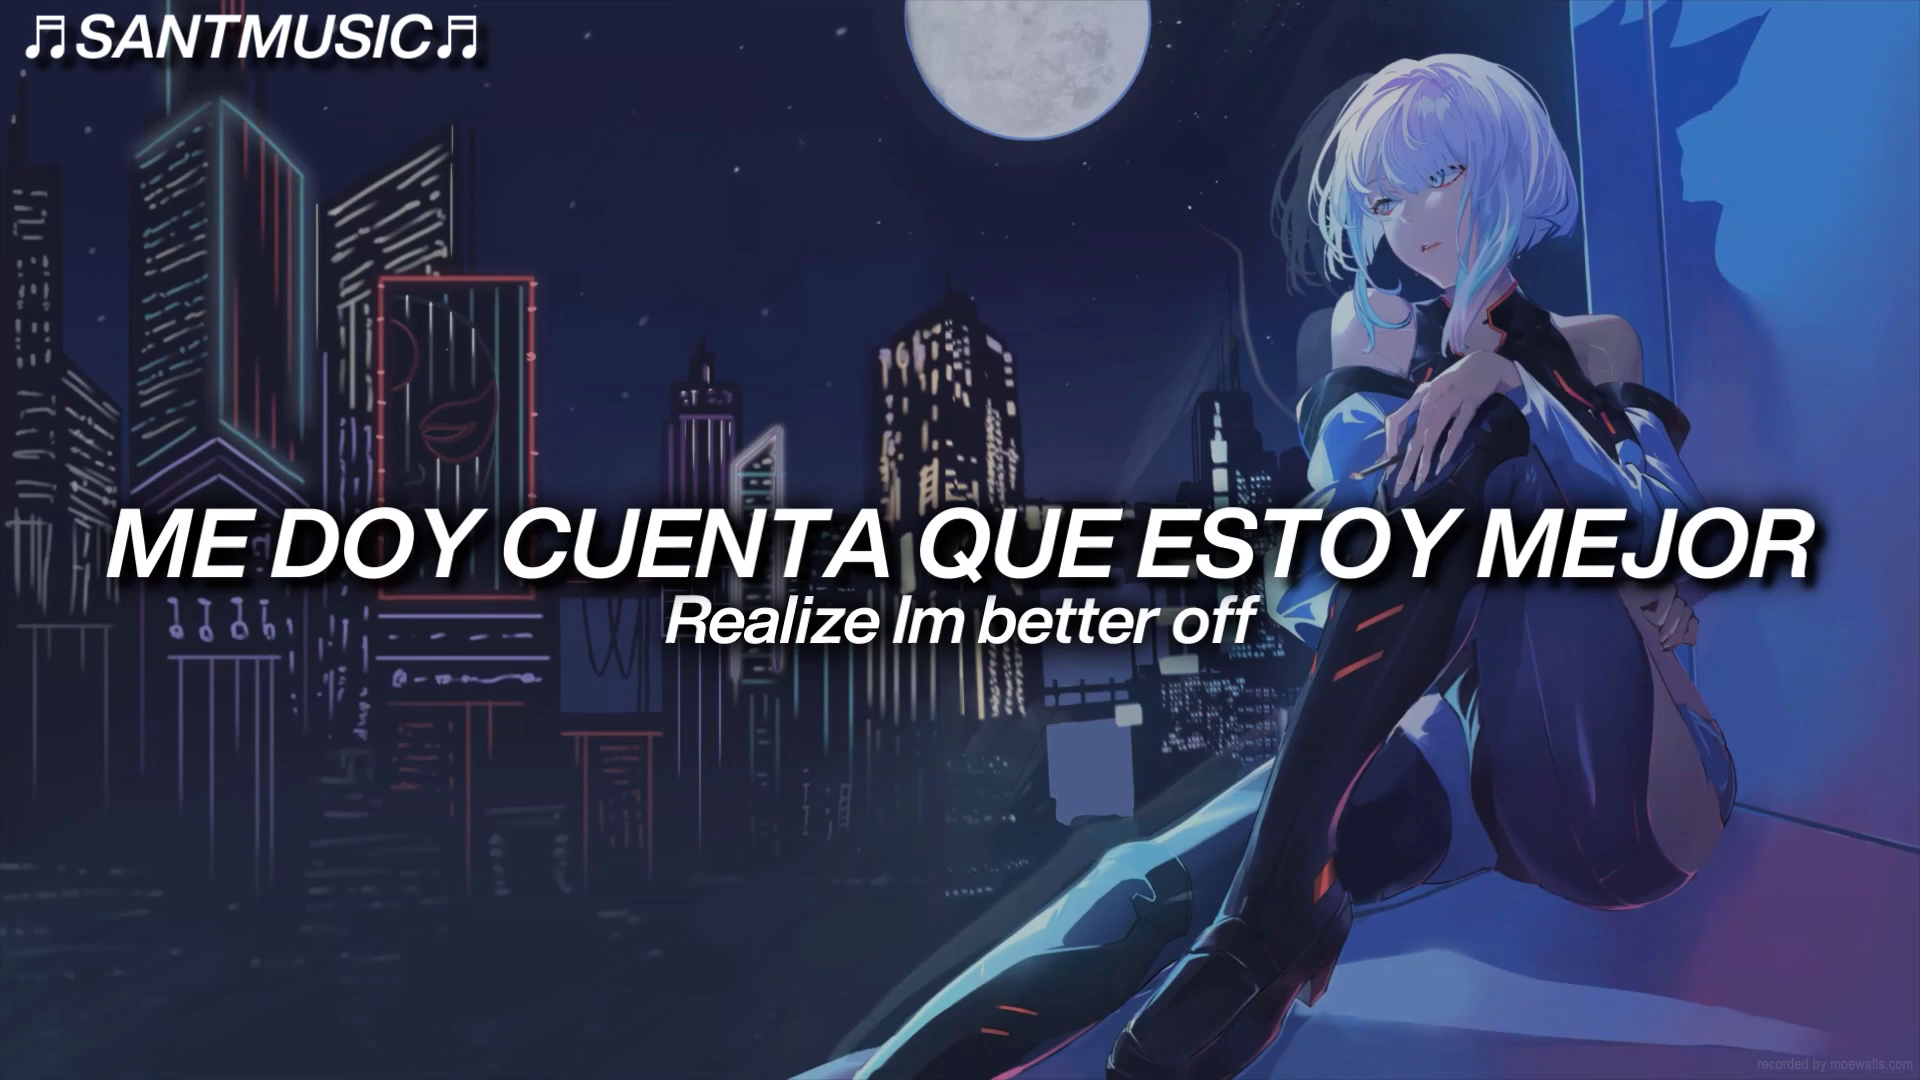 ♬SANTMUSIC♬
ME DOY CUENTA QUE ESTOY MEJOR
Realize Im better off
recorded by moewalls.com